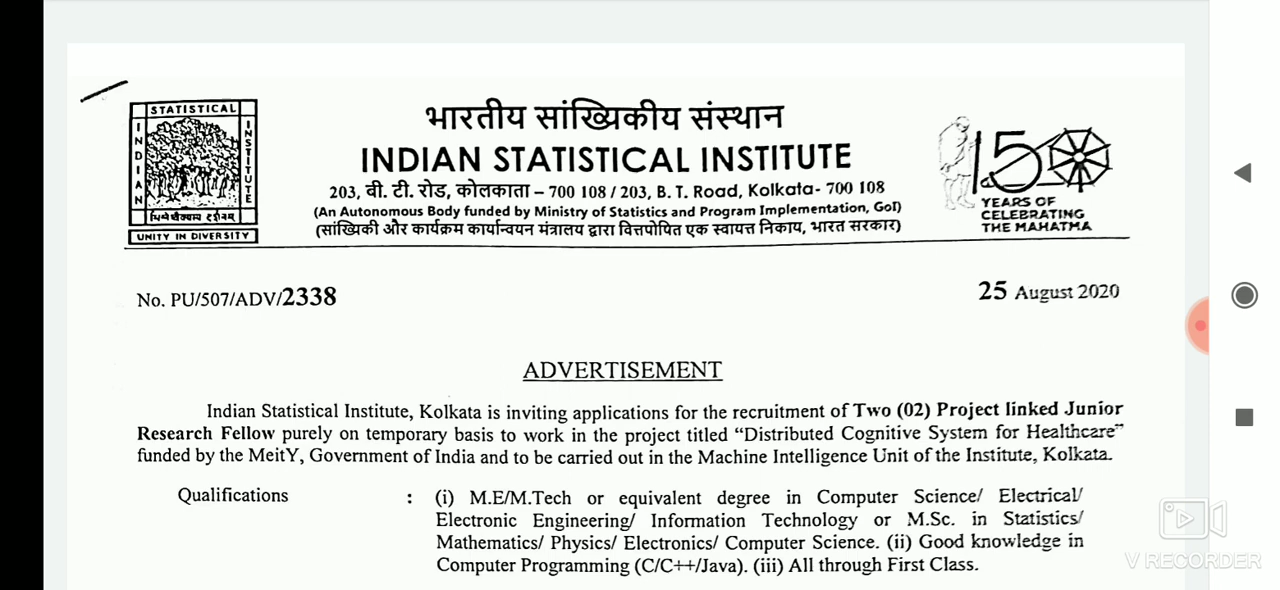 STATISTICAL
INDIAN
INSTITUTE
UNITY IN DIVERSITY
भारतीय सांख्यिकीय संस्थान
INDIAN STATISTICAL INSTITUTE
203, वी. टी. रोड, कोलकाता – 700 108 / 203, B. T. Road, Kolkata- 700 108
(An Autonomous Body funded by Ministry of Statistics and Program Implementation, GoI)
(सांख्यिकी और कार्यक्रम कार्यान्वयन मंत्रालय द्वारा वित्तपोषित एक स्वायत्त निकाय, भारत सरकार)
150
YEARS OF
CELEBRATING
THE MAHATMA
No. PU/507/ADV/2338
25 August 2020
ADVERTISEMENT
Indian Statistical Institute, Kolkata is inviting applications for the recruitment of Two (02) Project linked Junior
Research Fellow purely on temporary basis to work in the project titled “Distributed Cognitive System for Healthcare”
funded by the MeitY, Government of India and to be carried out in the Machine Intelligence Unit of the Institute, Kolkata.
Qualifications : (i) M.E/M.Tech or equivalent degree in Computer Science/ Electrical/
Electronic Engineering/ Information Technology or M.Sc. in Statistics/
Mathematics/ Physics/ Electronics/ Computer Science. (ii) Good knowledge in
Computer Programming (C/C++/Java). (iii) All through First Class.
V RECORDER